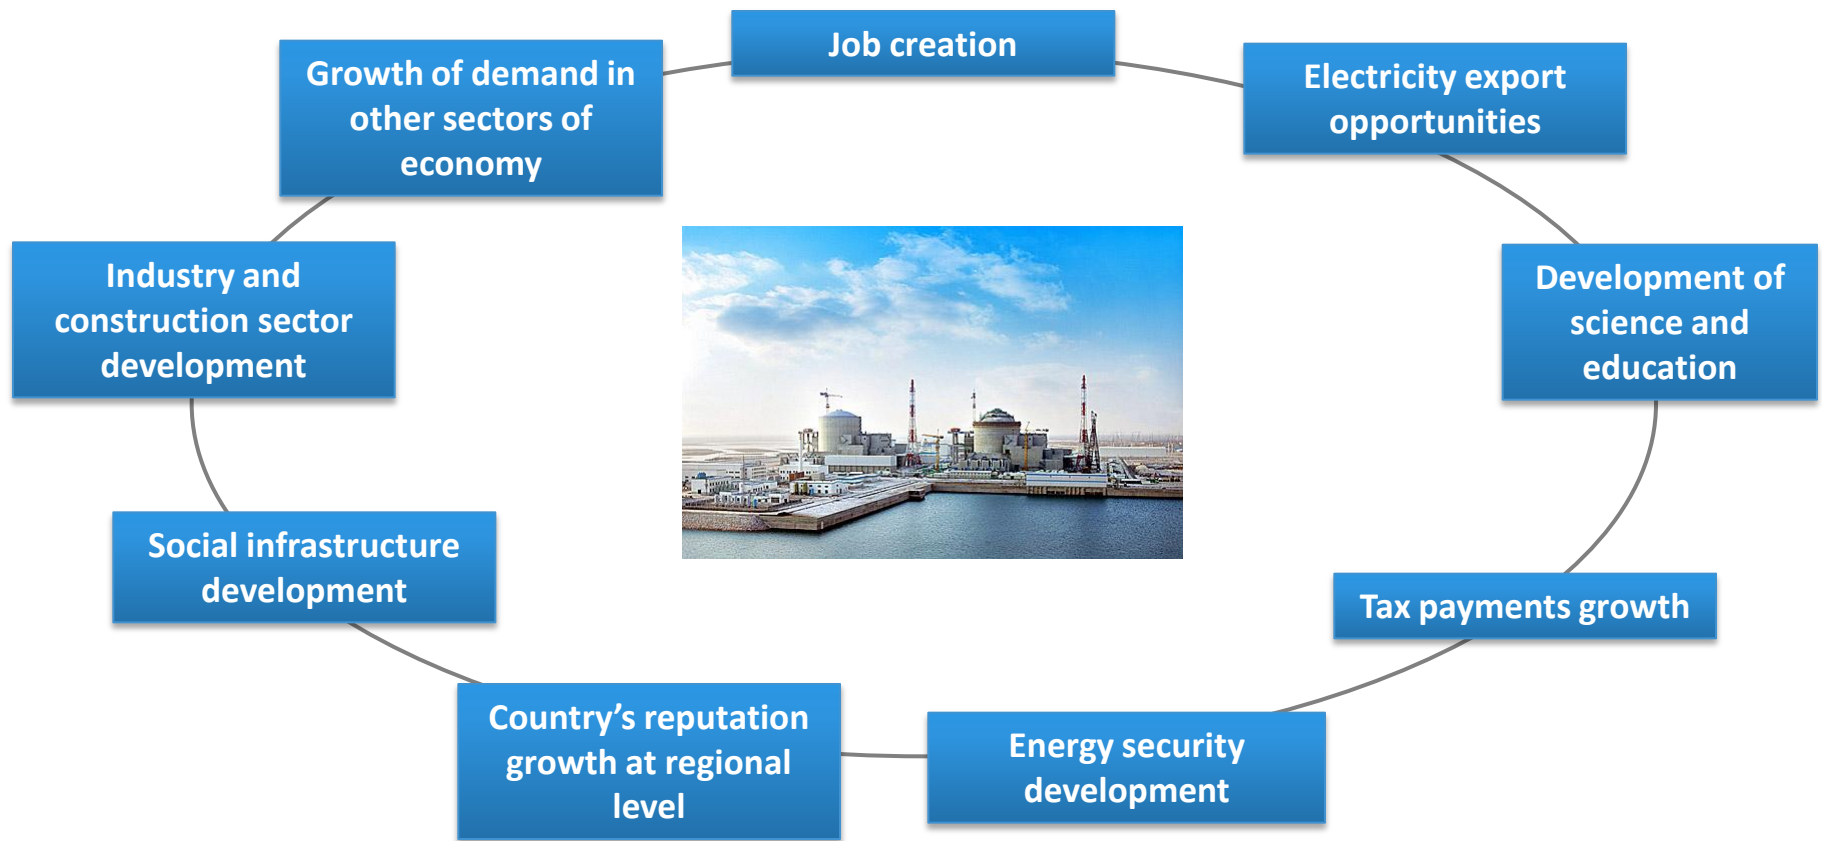 Job creation
Electricity export
opportunities
Development of
science and
education
Tax payments growth
Energy security
development
Country’s reputation
growth at regional
level
Social infrastructure
development
Industry and
construction sector
development
Growth of demand in
other sectors of
economy